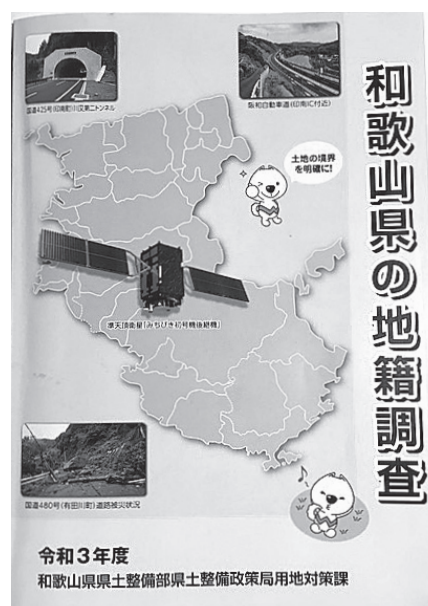 和歌山県の地籍調査
国道425号(印南町)川又第二トンネル
阪和自動車道(印南IC付近)
土地の境界
を明確に!
準天頂衛星「みちびき初号機後継機」
国道480号(有田川町)道路被災状況
令和3年度
和歌山県県土整備部県土整備政策局用地対策課